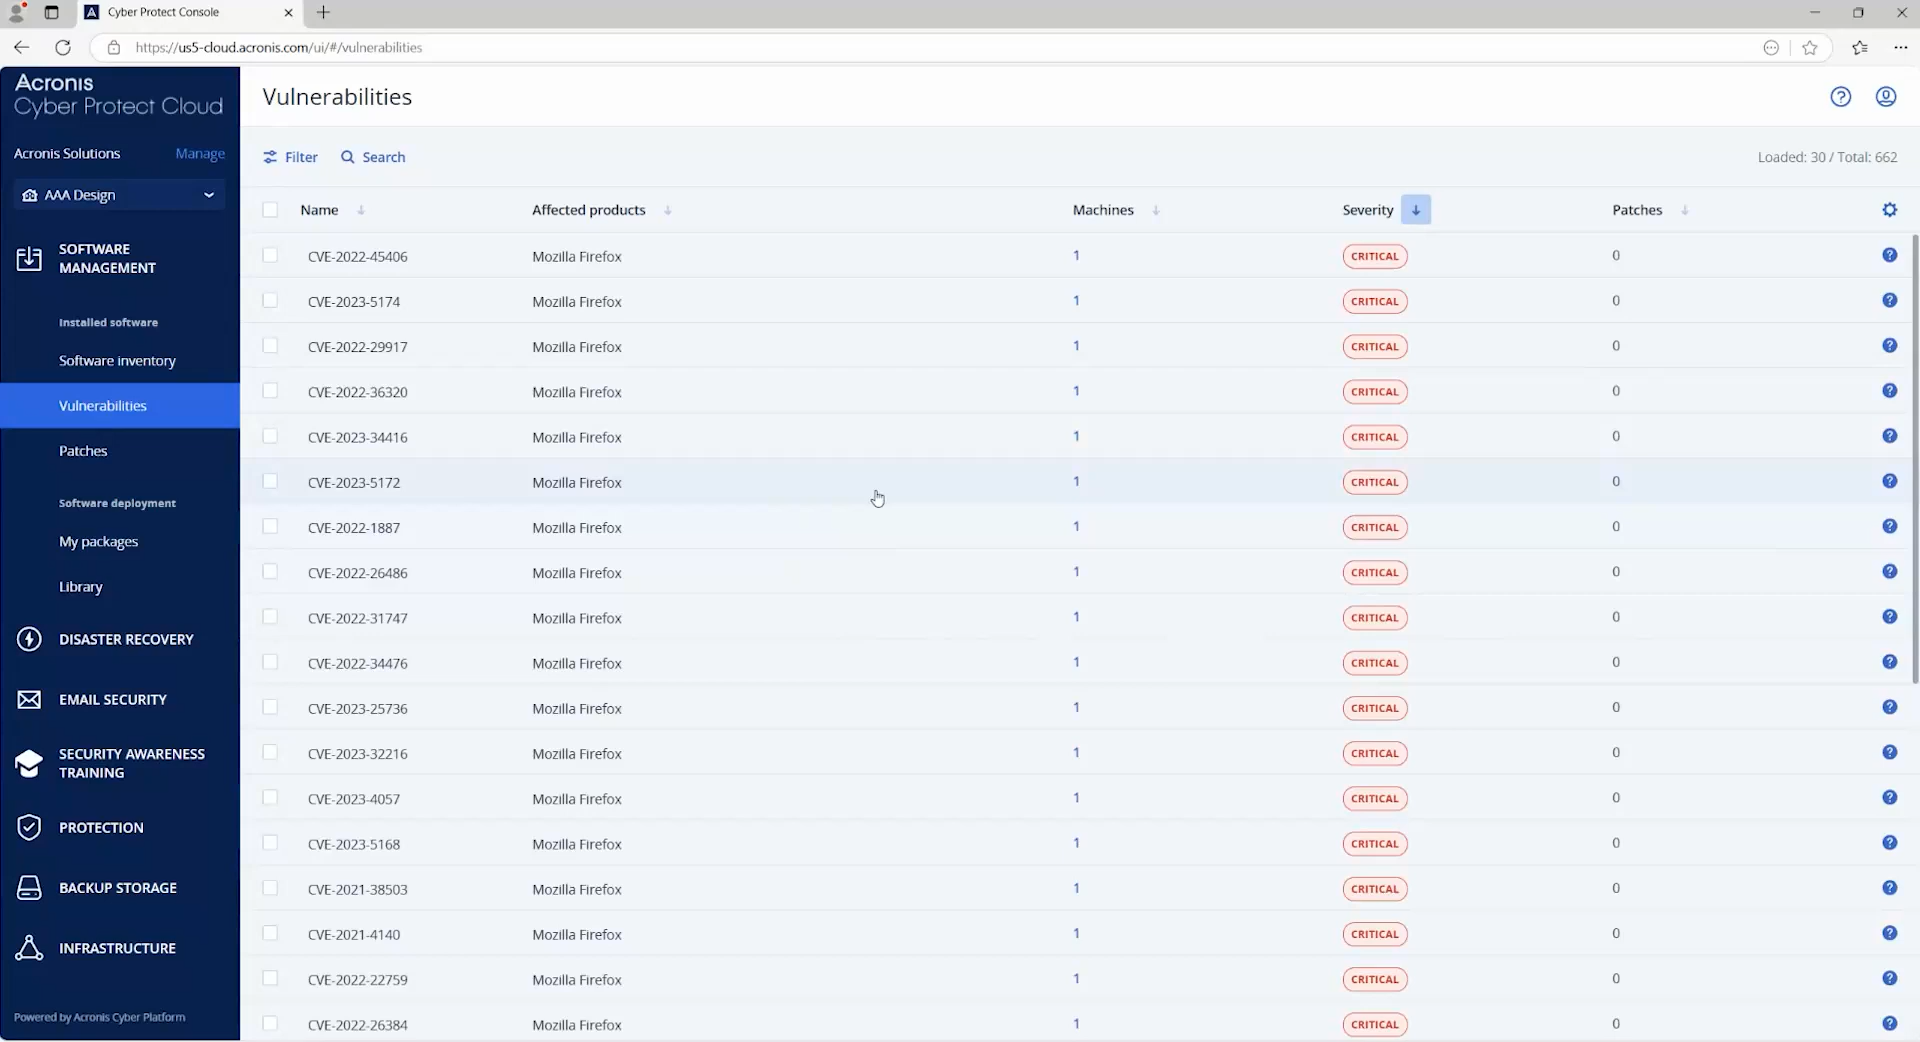 Cyber Protect Console
https://us5-cloud.acronis.com/ui/#/vulnerabilities
Acronis
Cyber Protect Cloud
Acronis Solutions Manage
AAA Design
SOFTWARE
MANAGEMENT
Installed software
Software inventory
Vulnerabilities
Patches
Software deployment
My packages
Library
DISASTER RECOVERY
EMAIL SECURITY
SECURITY AWARENESS
TRAINING
PROTECTION
BACKUP STORAGE
INFRASTRUCTURE
Powered by Acronis Cyber Platform
Vulnerabilities
Filter Search Loaded: 30 / Total: 662
Name Affected products Machines Severity Patches
CVE-2022-45406 Mozilla Firefox 1 CRITICAL 0
CVE-2023-5174 Mozilla Firefox 1 CRITICAL 0
CVE-2022-29917 Mozilla Firefox 1 CRITICAL 0
CVE-2022-36320 Mozilla Firefox 1 CRITICAL 0
CVE-2023-34416 Mozilla Firefox 1 CRITICAL 0
CVE-2023-5172 Mozilla Firefox 1 CRITICAL 0
CVE-2022-1887 Mozilla Firefox 1 CRITICAL 0
CVE-2022-26486 Mozilla Firefox 1 CRITICAL 0
CVE-2022-31747 Mozilla Firefox 1 CRITICAL 0
CVE-2022-34476 Mozilla Firefox 1 CRITICAL 0
CVE-2023-25736 Mozilla Firefox 1 CRITICAL 0
CVE-2023-32216 Mozilla Firefox 1 CRITICAL 0
CVE-2023-4057 Mozilla Firefox 1 CRITICAL 0
CVE-2023-5168 Mozilla Firefox 1 CRITICAL 0
CVE-2021-38503 Mozilla Firefox 1 CRITICAL 0
CVE-2021-4140 Mozilla Firefox 1 CRITICAL 0
CVE-2022-22759 Mozilla Firefox 1 CRITICAL 0
CVE-2022-26384 Mozilla Firefox 1 CRITICAL 0